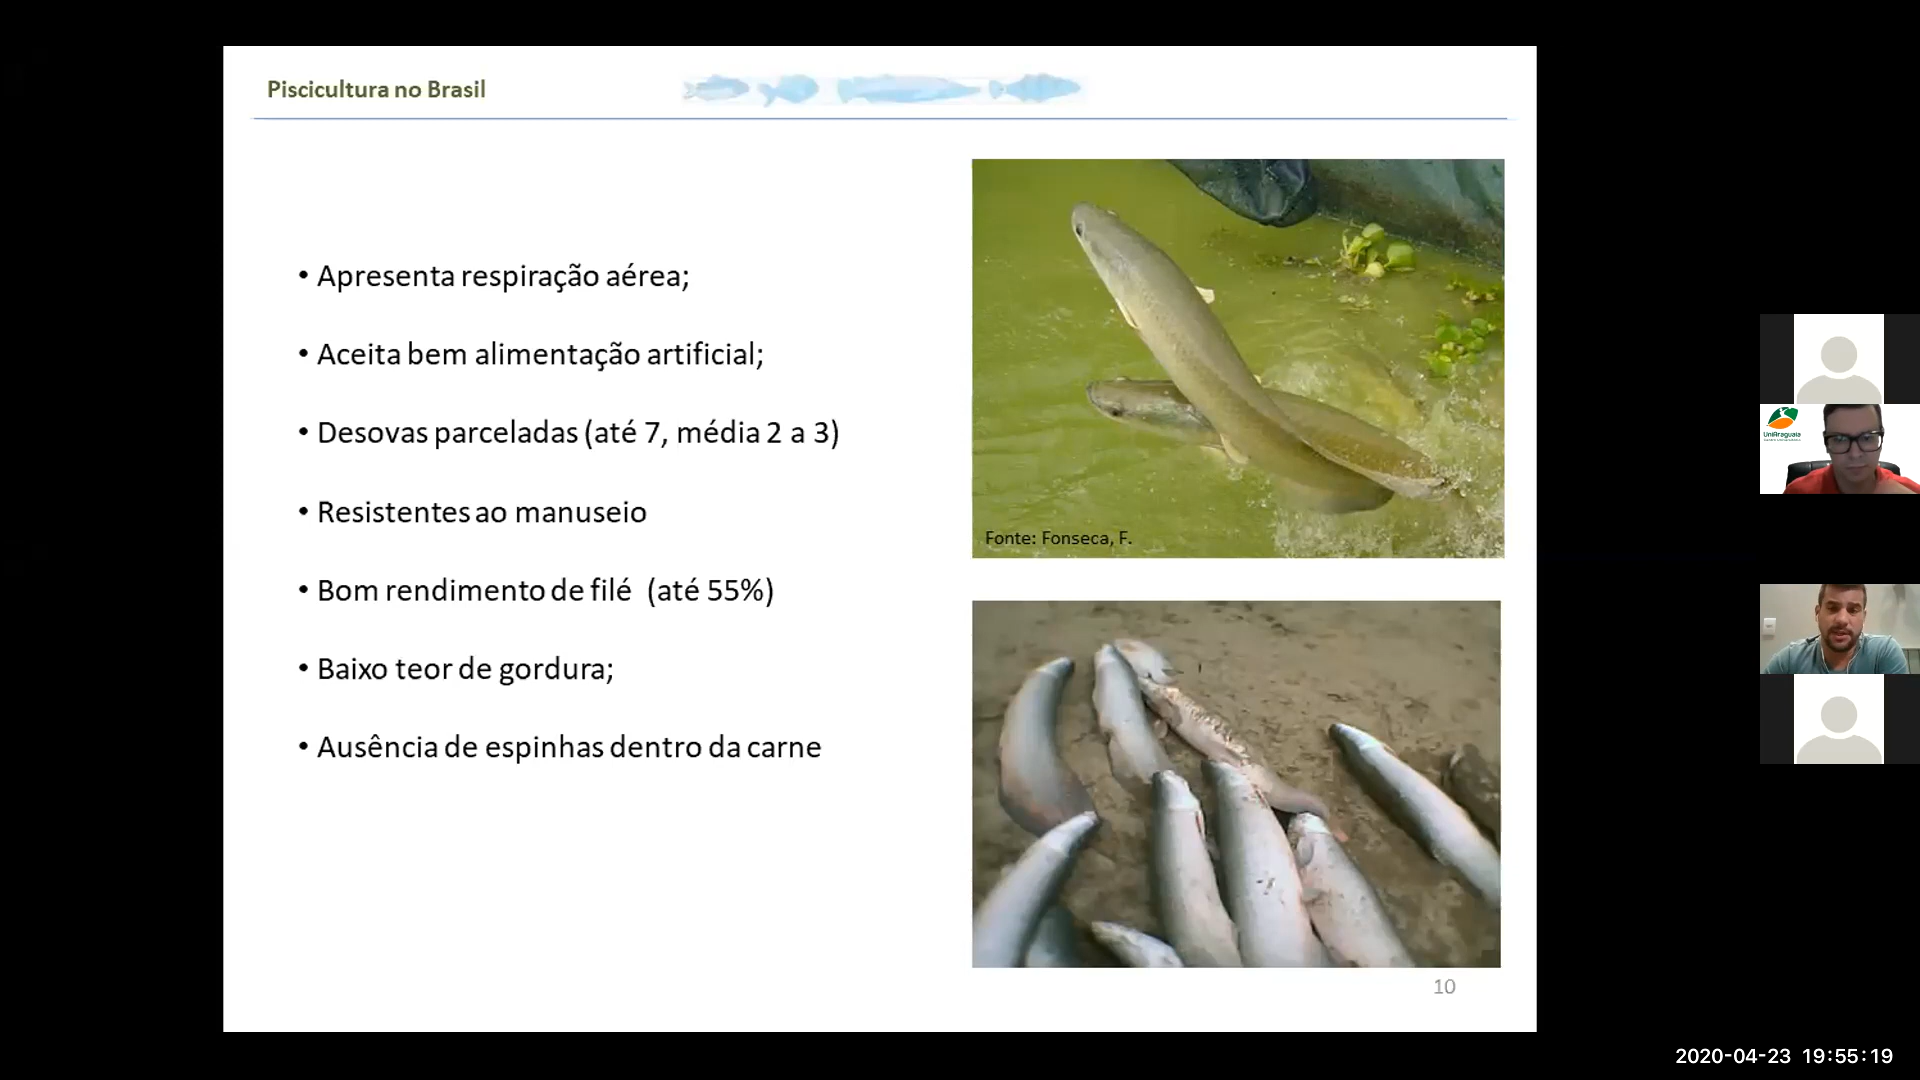 Piscicultura no Brasil
• Apresenta respiração aérea;
• Aceita bem alimentação artificial;
• Desovas parceladas (até 7, média 2 a 3)
• Resistentes ao manuseio
• Bom rendimento de filé (até 55%)
• Baixo teor de gordura;
• Ausência de espinhas dentro da carne
Fonte: Fonseca, F.
10
UniAraguaia
2020-04-23 19:55:19